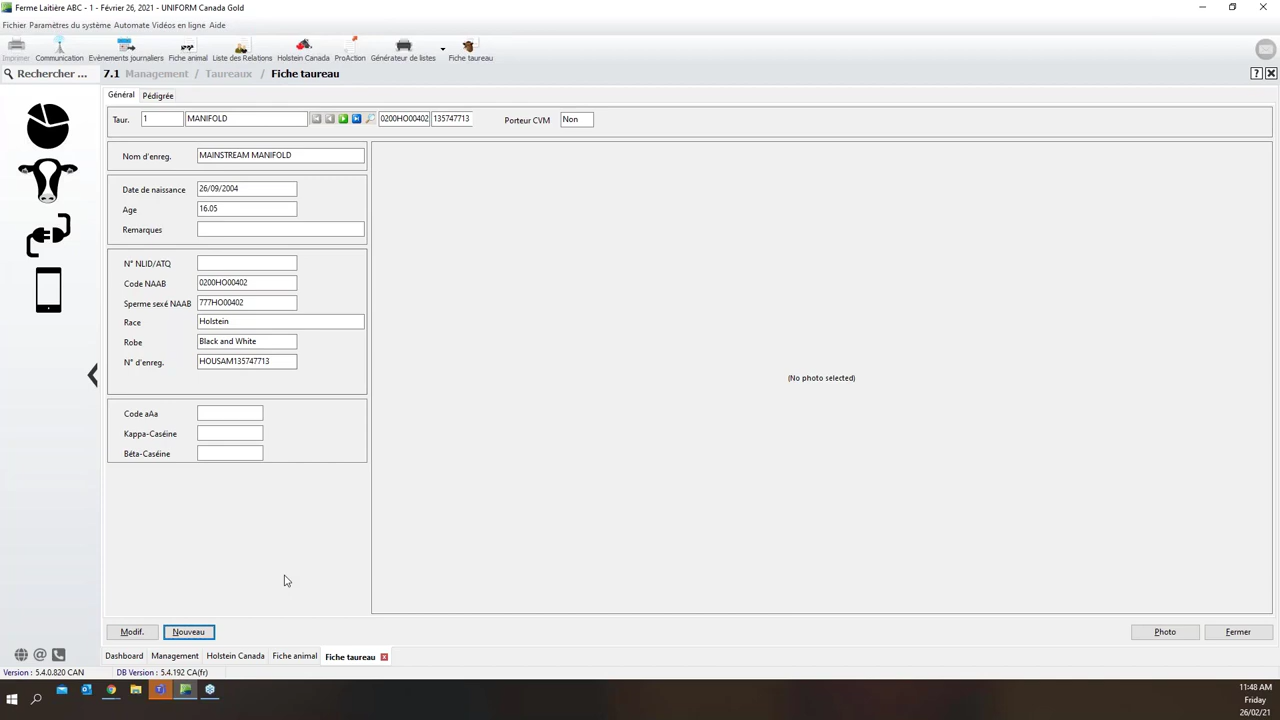 Ferme Laitière ABC - 1 - Février 26, 2021 - UNIFORM Canada Gold
Fichier Paramètres du système Automate Vidéos en ligne Aide
Imprimer Communication Evènements journaliers Fiche animal Liste des Relations Holstein Canada ProAction Générateur de listes Fiche taureau
Rechercher ... 7.1 Management / Taureaux / Fiche taureau ?
Général Pédigrée
Taur. 1 MANIFOLD 0200HO00402 135747713 Porteur CVM Non
Nom d'enreg. MAINSTREAM MANIFOLD
Date de naissance 26/09/2004
Age 16.05
Remarques
N° NLID/ATQ
Code NAAB 0200HO00402
Sperme sexé NAAB 777HO00402
Race Holstein
Robe Black and White
N° d'enreg. HOUSAM135747713
(No photo selected)
Code aAa
Kappa-Caséine
Béta-Caséine
Modif. Nouveau Photo Fermer
Dashboard Management Holstein Canada Fiche animal Fiche taureau
Version : 5.4.0.820 CAN DB Version : 5.4.192 CA(fr)
11:48 AM
Friday
26/02/21